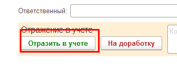 Ответственный:
Отражение в учете
Отразить в учете На доработку